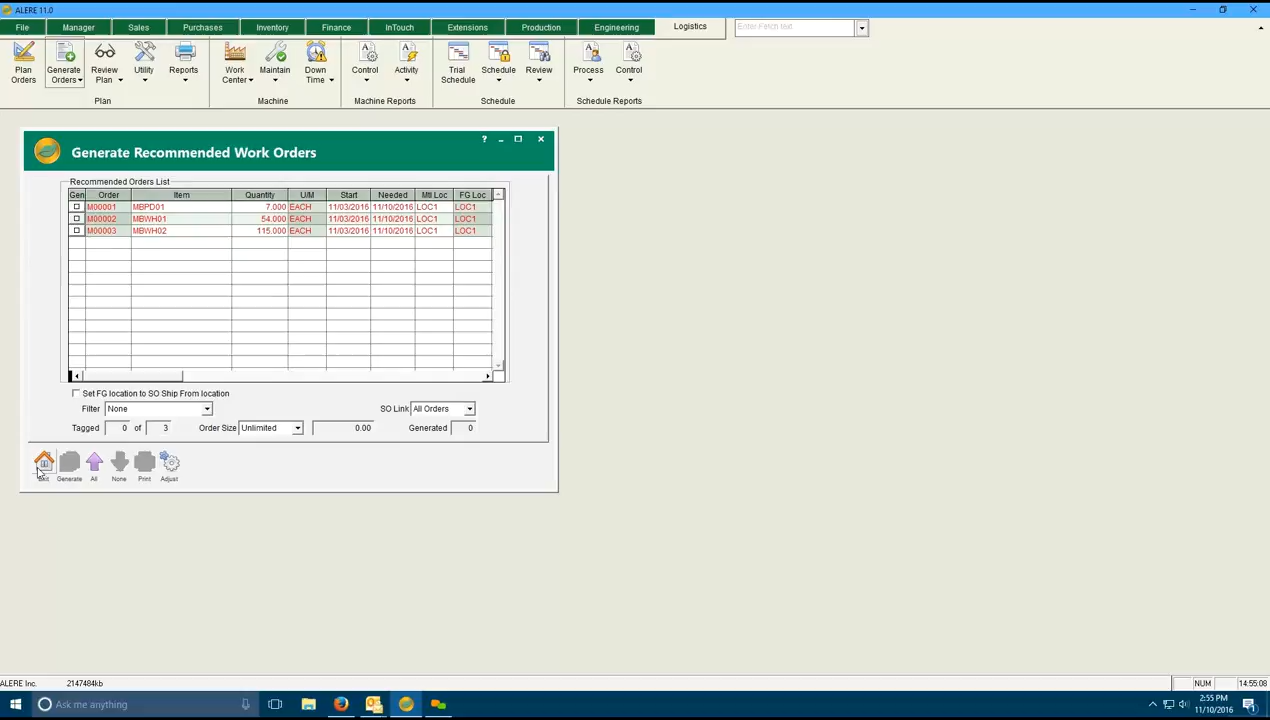 ALERE 11.0
File Manager Sales Purchases Inventory Finance InTouch Extensions Production Engineering Logistics Enter Fetch text
Plan Orders Generate Orders Review Plan Utility Reports Work Center Maintain Down Time Control Activity Trial Schedule Schedule Review Process Control
Plan Machine Machine Reports Schedule Schedule Reports
Generate Recommended Work Orders
?
Recommended Orders List
Gen Order Item Quantity U/M Start Needed Mtl Loc FG Loc
M00001 MBPD01 7.000 EACH 11/03/2016 11/10/2016 LOC1 LOC1
M00002 MBWH01 54.000 EACH 11/03/2016 11/10/2016 LOC1 LOC1
M00003 MBWH02 115.000 EACH 11/03/2016 11/10/2016 LOC1 LOC1
Set FG location to SO Ship From location
Filter None SO Link All Orders
Tagged 0 of 3 Order Size Unlimited 0.00 Generated 0
Exit Generate All None Print Adjust
ALERE Inc. 2147484kb NUM 14:55:08
Ask me anything 2:55 PM
11/10/2016